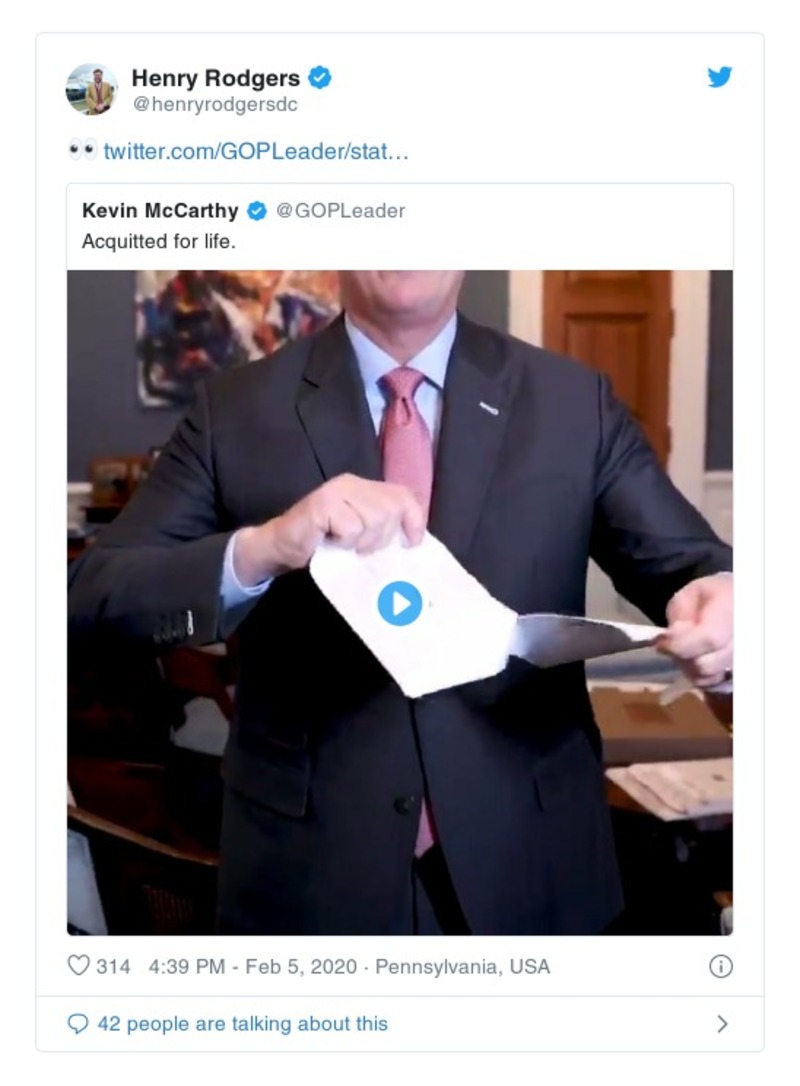 Henry Rodgers
@henryrodgersdc
👀 twitter.com/GOPLeader/stat…
Kevin McCarthy @GOPLeader
Acquitted for life.
314 4:39 PM - Feb 5, 2020 · Pennsylvania, USA
42 people are talking about this